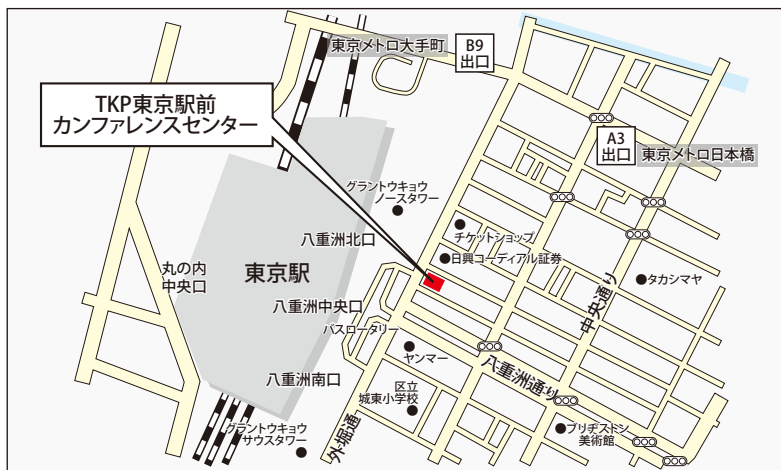 東京メトロ大手町
B9
出口
TKP東京駅前
カンファレンスセンター
A3
出口
東京メトロ日本橋
グラントウキョウ
ノースタワー
チケットショップ
八重洲北口
日興コーディアル証券
丸の内
中央口
東京駅
タカシマヤ
八重洲中央口
中央通り
バスロータリー
ヤンマー
八重洲通り
八重洲南口
区立
城東小学校
外堀通
グラントウキョウ
サウスタワー
ブリヂストン
美術館